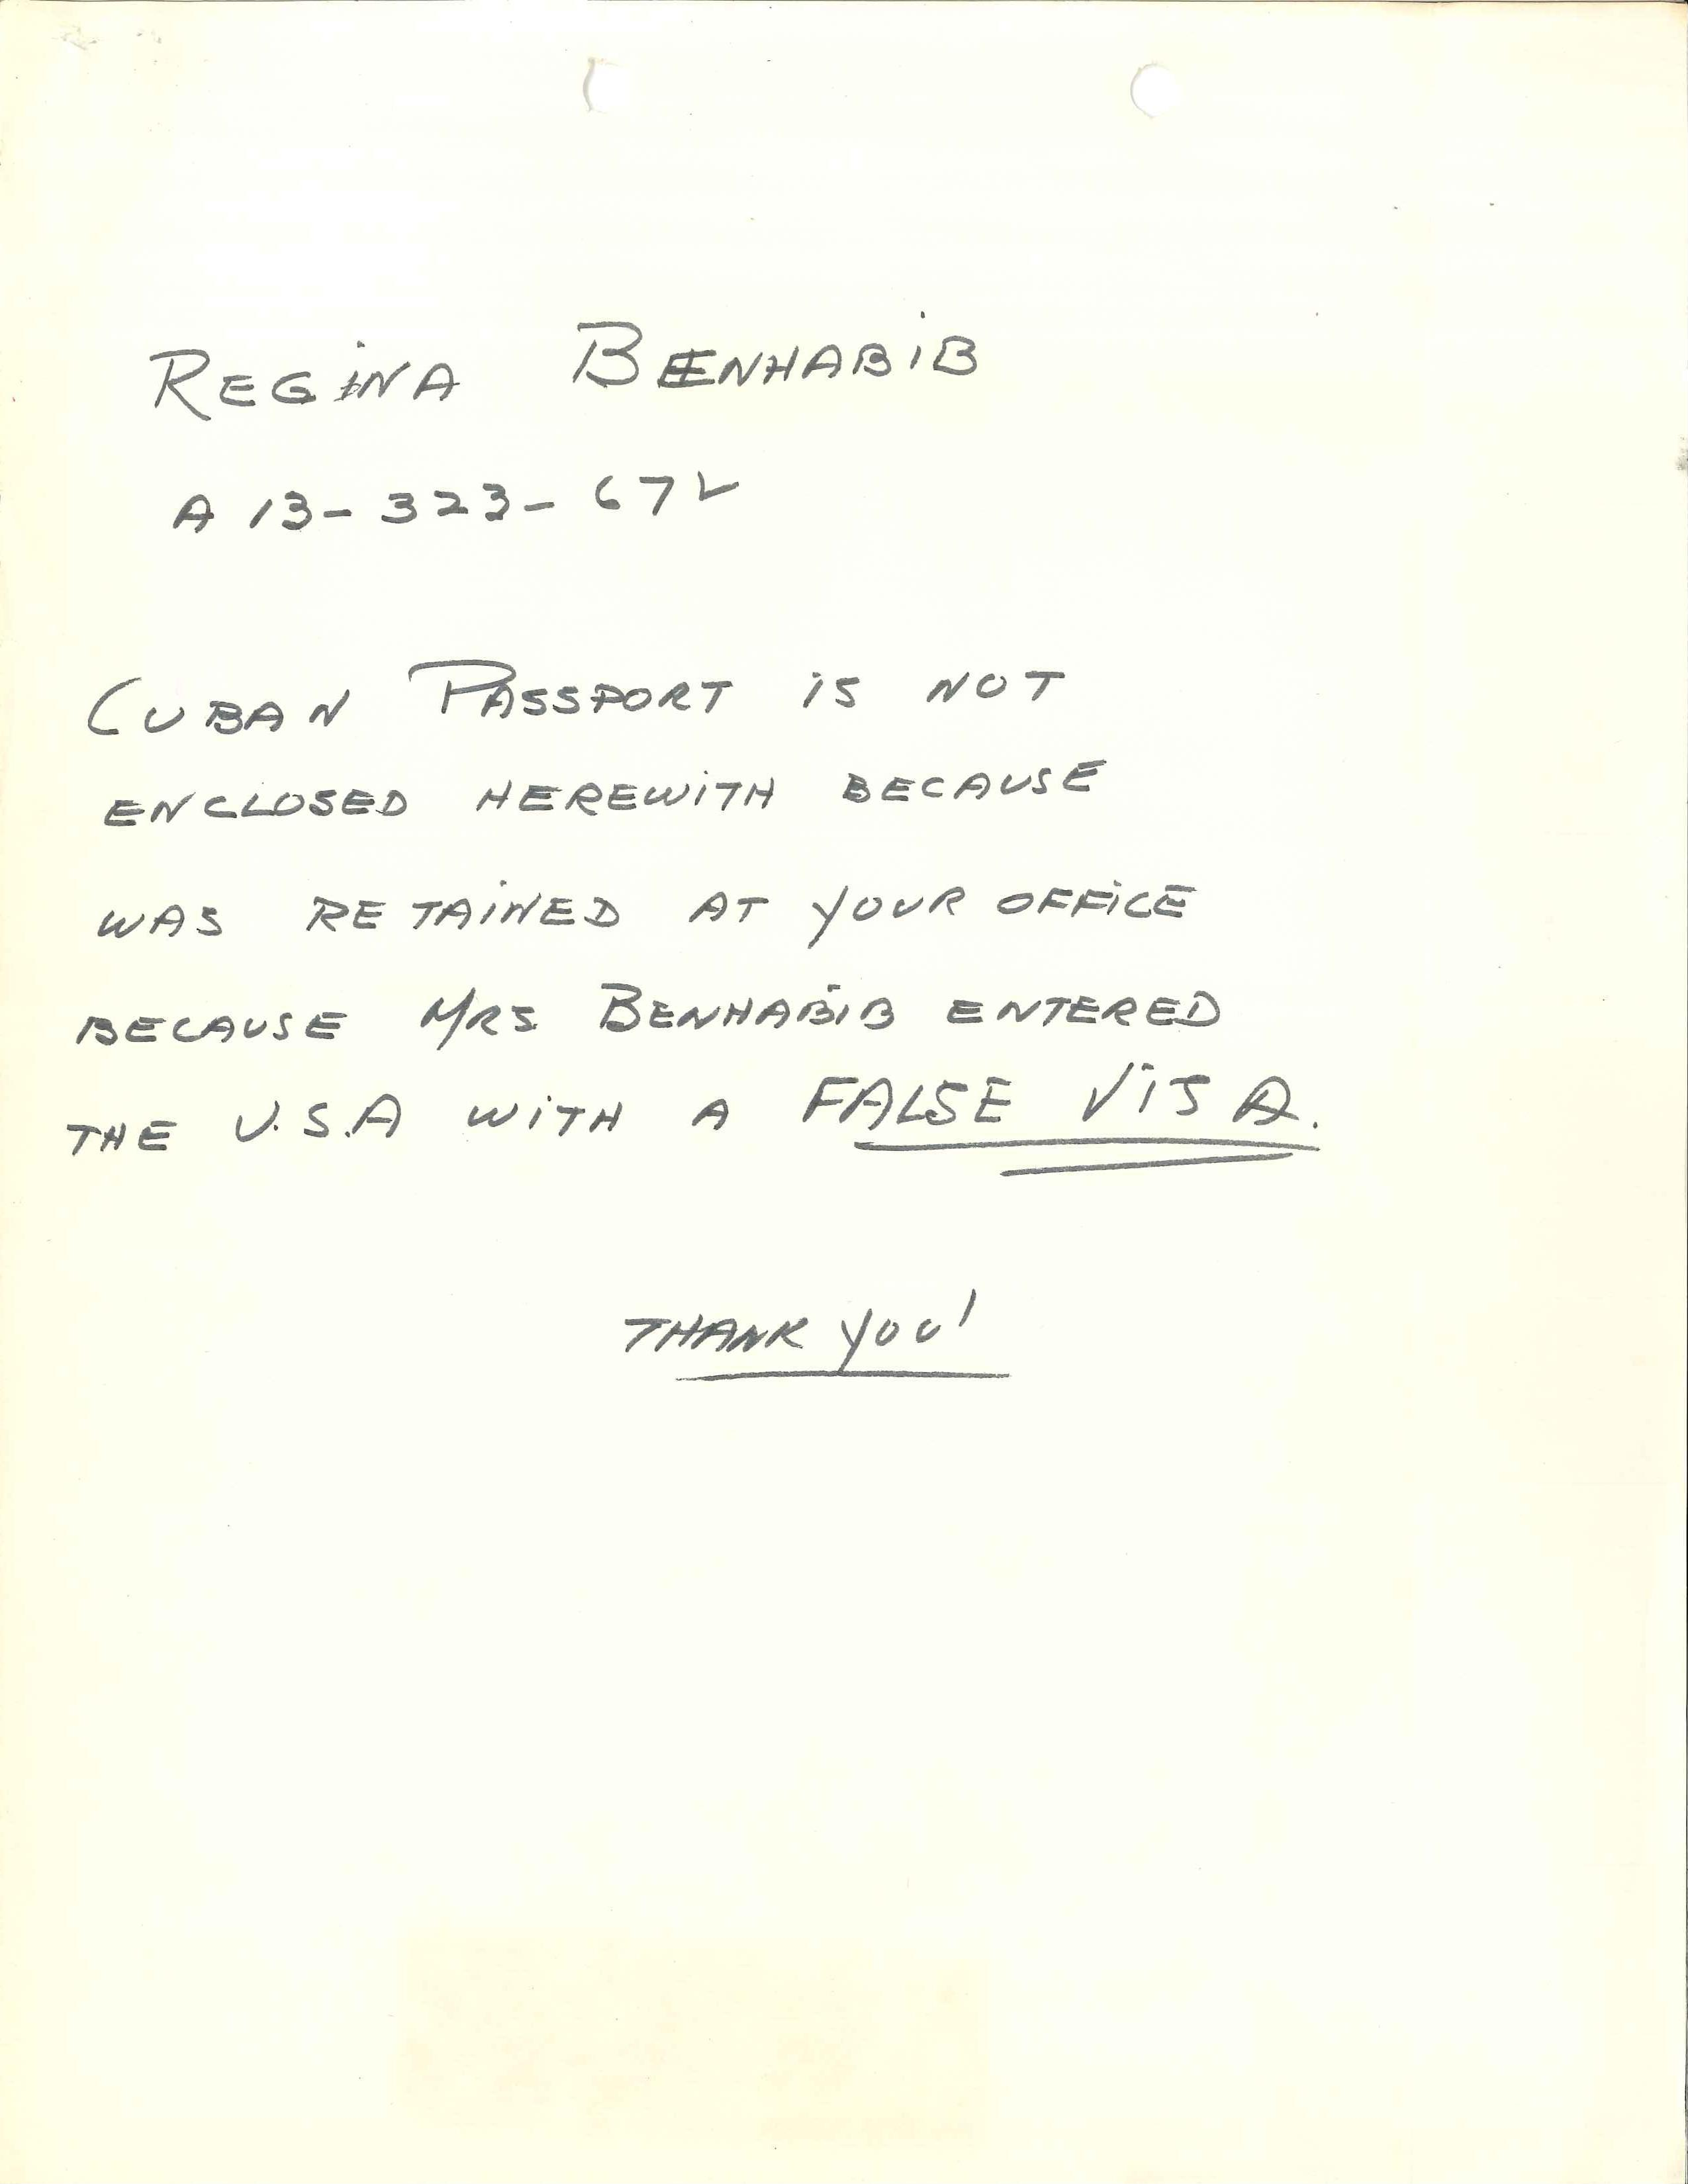 REGINA BENHABIB
A 13-323-672
CUBAN PASSPORT IS NOT
ENCLOSED HEREWITH BECAUSE
WAS RETAINED AT YOUR OFFICE
BECAUSE MRS BENHABIB ENTERED
THE U.S.A WITH A FALSE VISA.
THANK YOU!